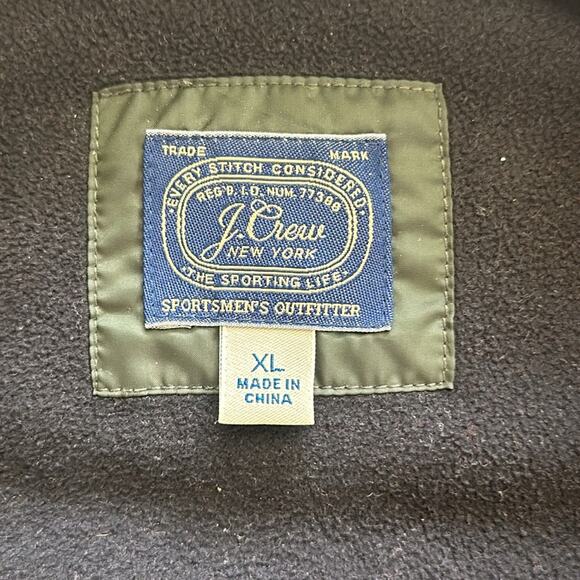 TRADE MARK
EVERY STITCH CONSIDERED
REG'D. I.D. NUM. 77388
J.Crew
NEW YORK
THE SPORTING LIFE
SPORTSMEN'S OUTFITTER
XL
MADE IN
CHINA